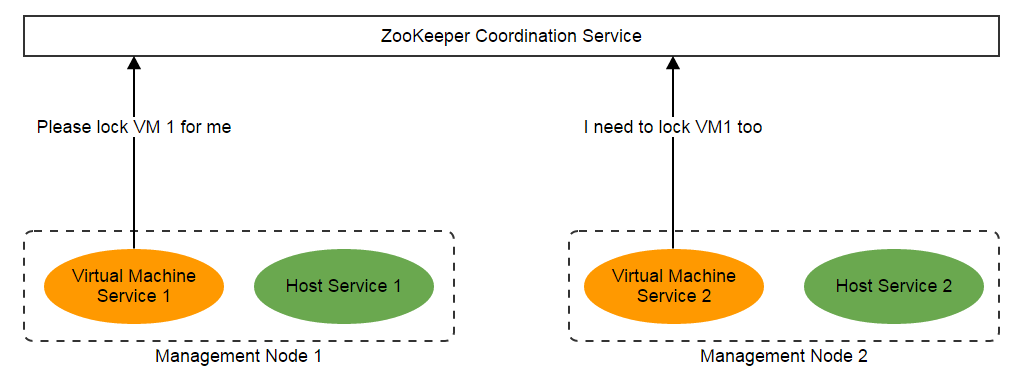 ZooKeeper Coordination Service
Please lock VM 1 for me
I need to lock VM1 too
Virtual Machine
Service 1
Host Service 1
Management Node 1
Virtual Machine
Service 2
Host Service 2
Management Node 2